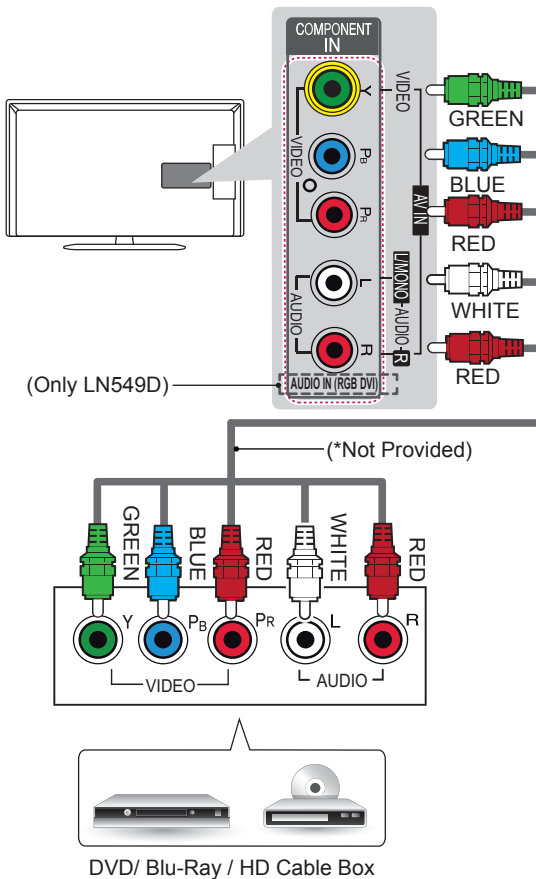 COMPONENT
IN
VIDEO
Y
PB
PR
VIDEO
AV IN
L
R
AUDIO
L/MONO
AUDIO
R
AUDIO IN (RGB DVI)
(Only LN549D)
GREEN
BLUE
RED
WHITE
RED
(*Not Provided)
GREEN
BLUE
RED
WHITE
RED
Y
PB
PR
L
R
VIDEO
AUDIO
DVD/ Blu-Ray / HD Cable Box